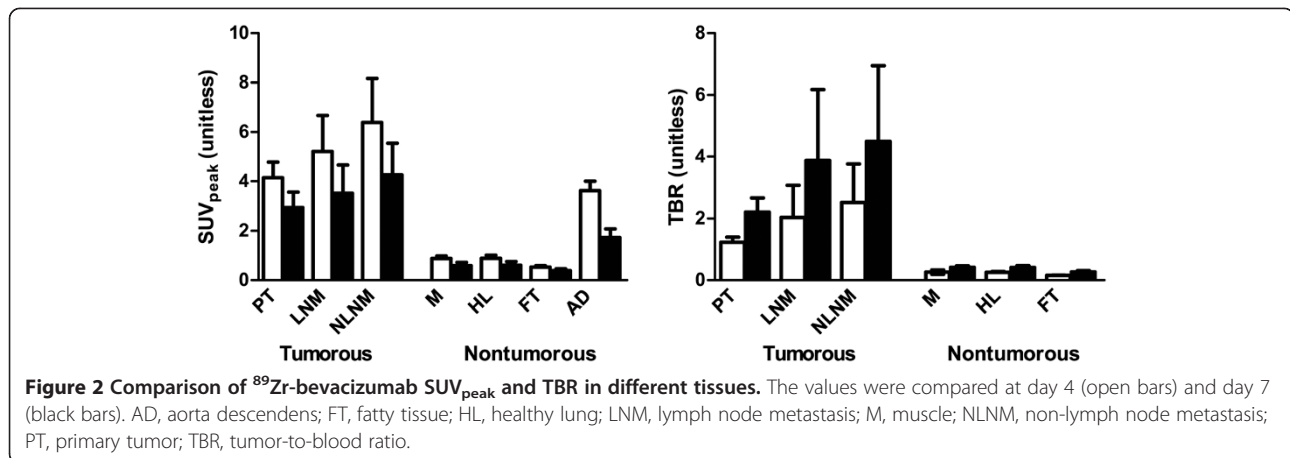 10
8
6
4
2
0
SUVpeak (unitless)
PT
LNM
NLNM
M
HL
FT
AD
Tumorous
Nontumorous
8
6
4
2
0
TBR (unitless)
PT
LNM
NLNM
M
HL
FT
Tumorous
Nontumorous
Figure 2 Comparison of ⁸⁹Zr-bevacizumab SUVpeak and TBR in different tissues. The values were compared at day 4 (open bars) and day 7
(black bars). AD, aorta descendens; FT, fatty tissue; HL, healthy lung; LNM, lymph node metastasis; M, muscle; NLNM, non-lymph node metastasis;
PT, primary tumor; TBR, tumor-to-blood ratio.